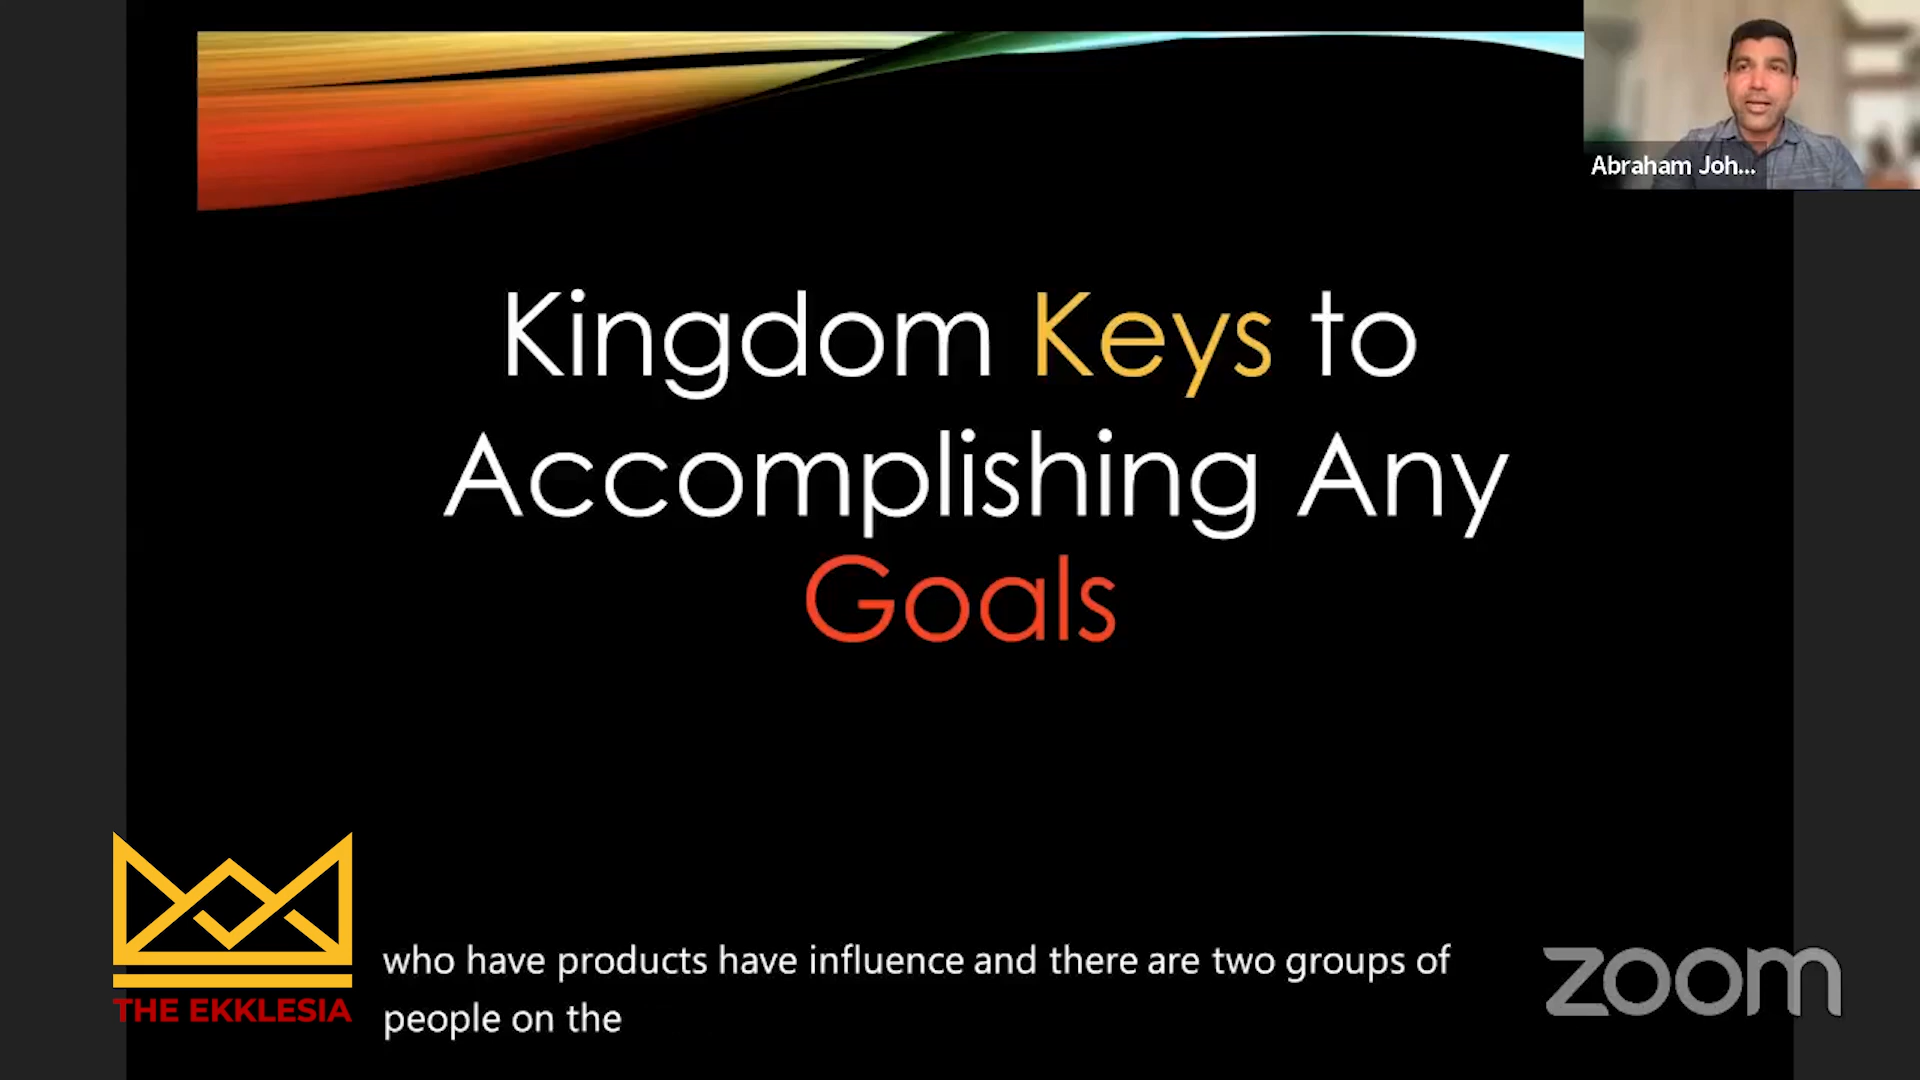 Abraham Joh...
Kingdom Keys to
Accomplishing Any
Goals
THE EKKLESIA
who have products have influence and there are two groups of
people on the
zoom